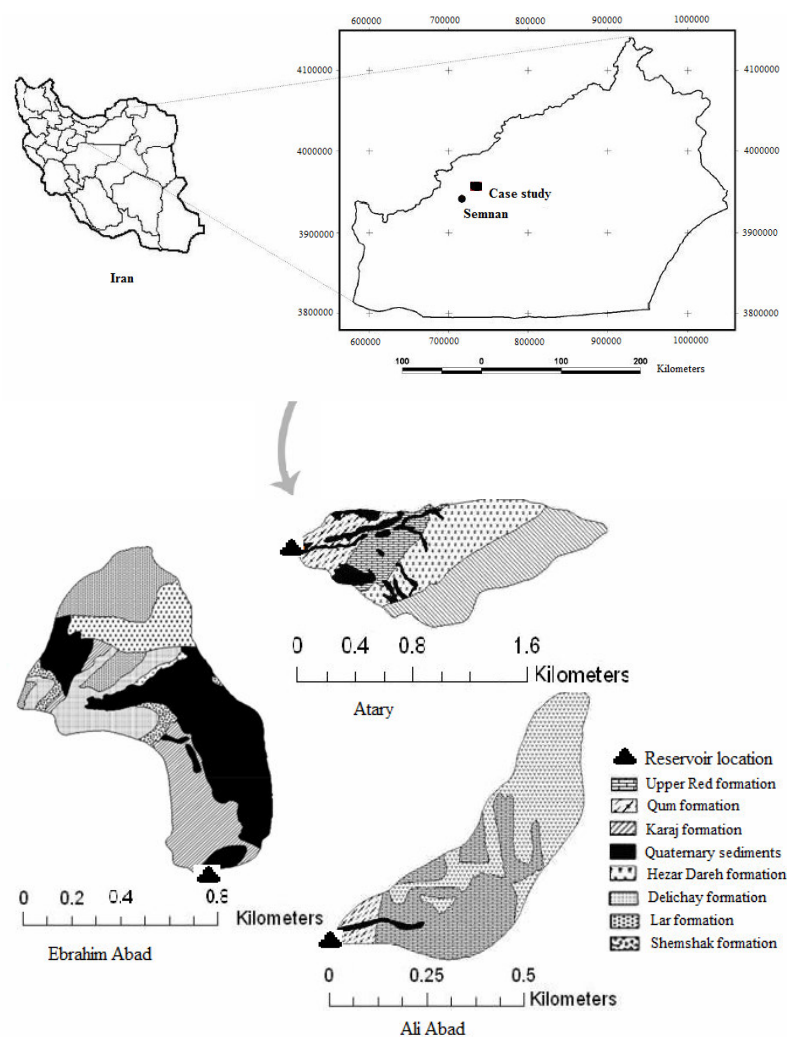 600000 700000 800000 900000 1000000
4100000 4100000
4000000 4000000
Case study
Semnan
3900000 3900000
Iran
3800000 3800000
600000 700000 800000 900000 1000000
100 0 100 200
Kilometers
0 0.4 0.8 1.6
Kilometers
Atary
Reservoir location
Upper Red formation
Qum formation
Karaj formation
Quaternary sediments
Hezar Dareh formation
Delichay formation
Lar formation
Shemshak formation
0 0.2 0.4 0.8
Kilometers
Ebrahim Abad
0 0.25 0.5
Kilometers
Ali Abad